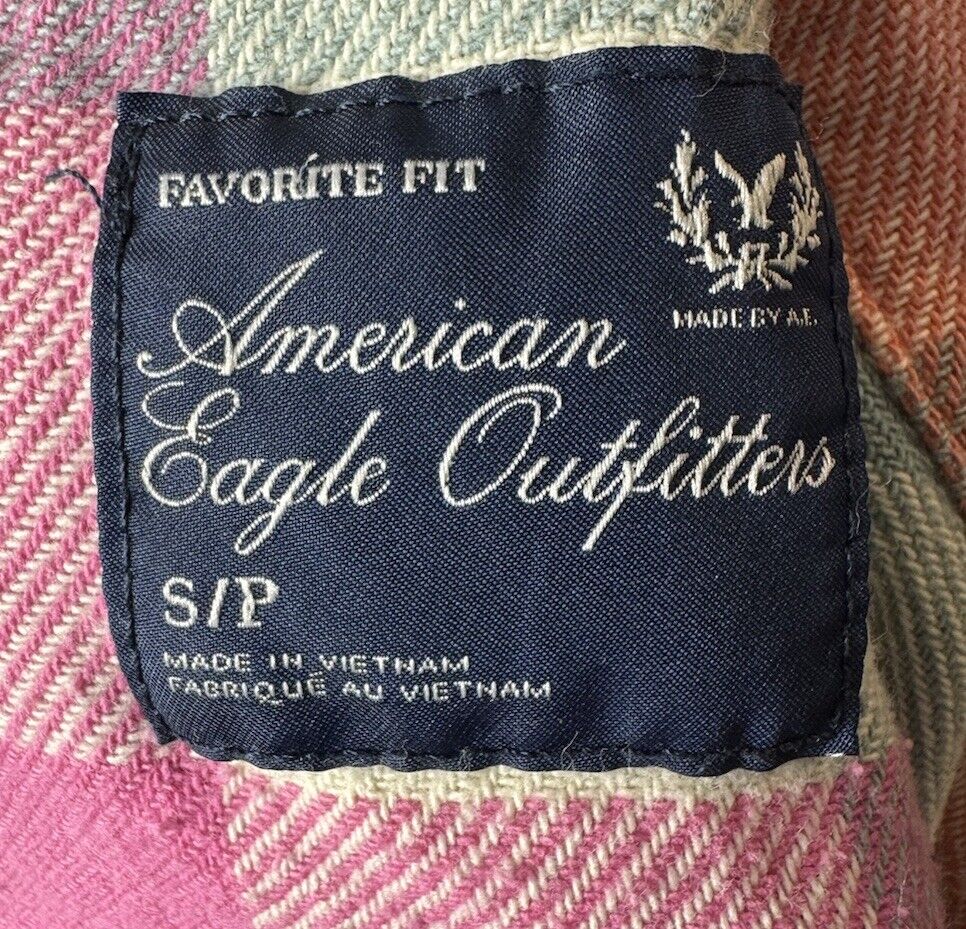 FAVORITE FIT
MADE BY A.E.
American
Eagle Outfitters
S/P
MADE IN VIETNAM
FABRIQUÉ AU VIETNAM